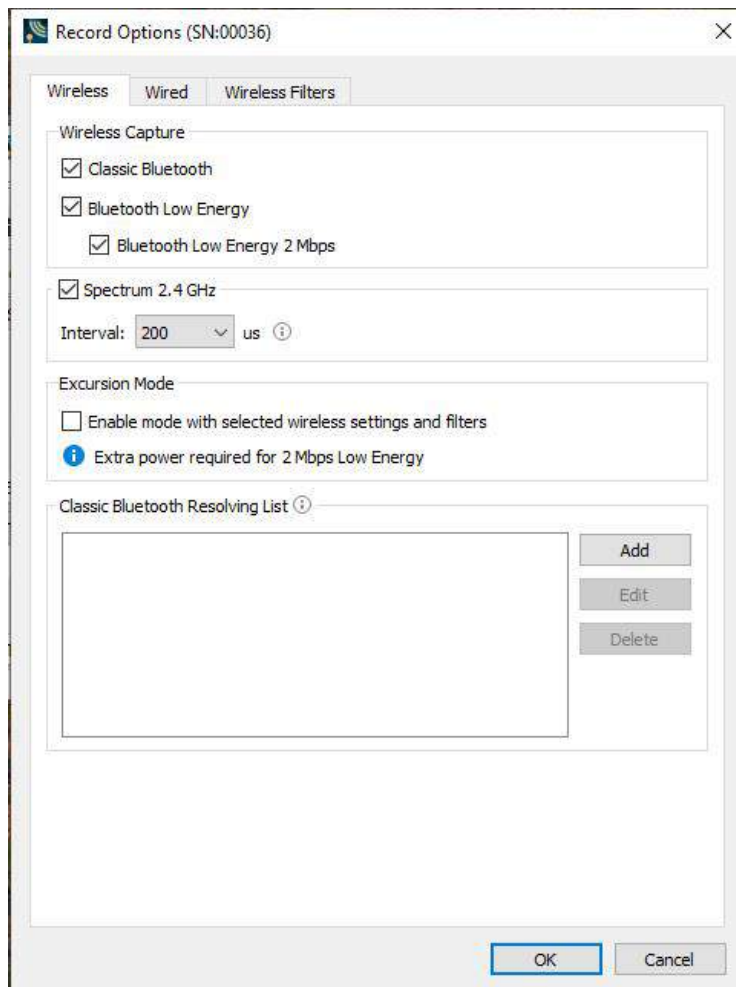 Record Options (SN:00036)
Wireless Wired Wireless Filters
Wireless Capture
Classic Bluetooth
Bluetooth Low Energy
Bluetooth Low Energy 2 Mbps
Spectrum 2.4 GHz
Interval: 200 us
Excursion Mode
Enable mode with selected wireless settings and filters
Extra power required for 2 Mbps Low Energy
Classic Bluetooth Resolving List
Add
Edit
Delete
OK Cancel